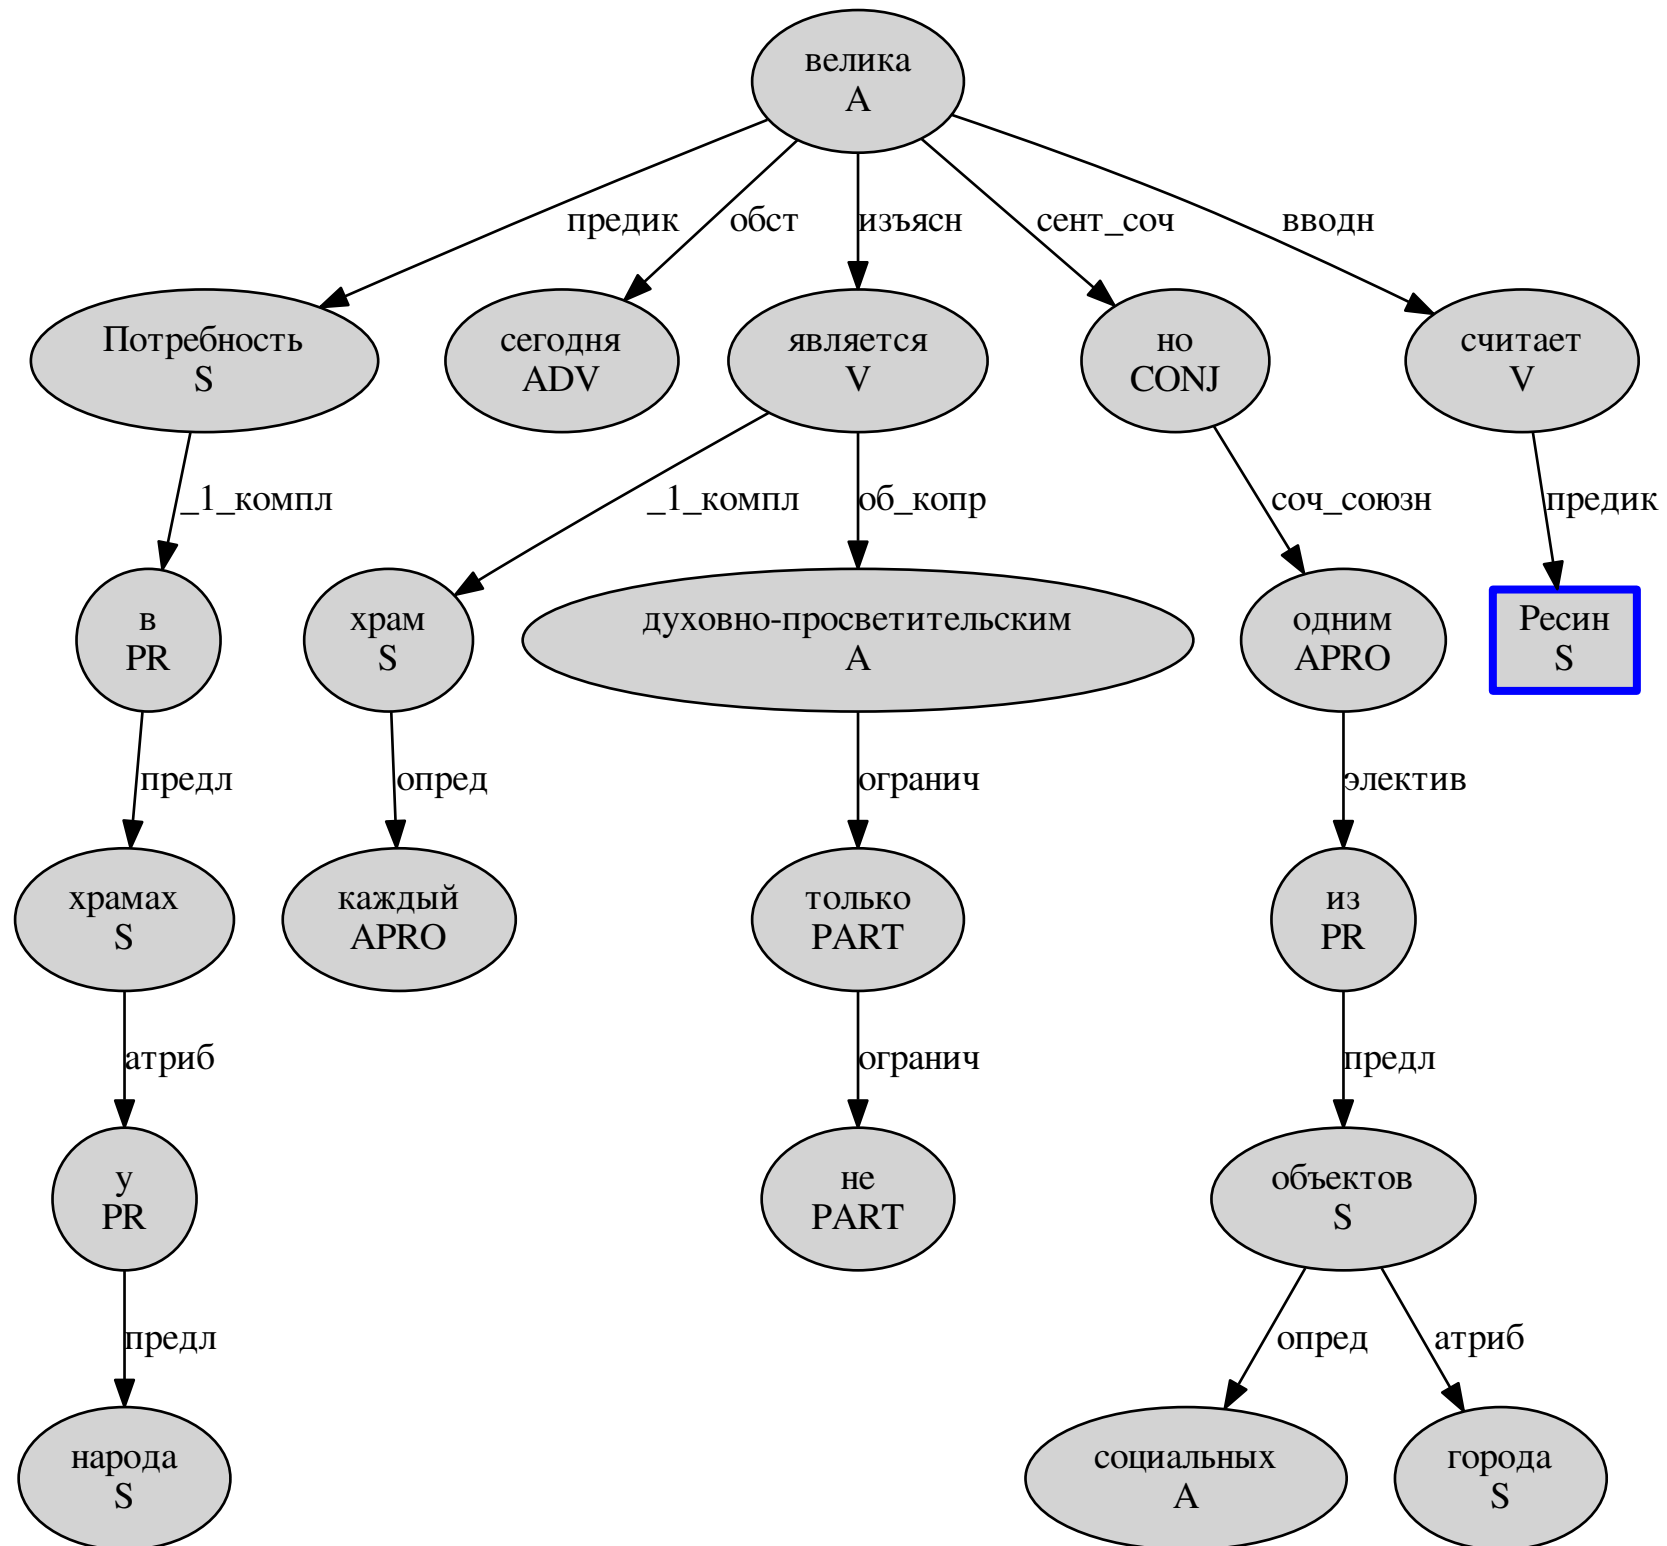 велика
A
предик
обст
изъясн
сент_соч
вводн
Потребность
S
сегодня
ADV
является
V
но
CONJ
считает
V
_1_компл
_1_компл
об_копр
соч_союзн
предик
в
PR
храм
S
духовно-просветительским
A
одним
APRO
Ресин
S
предл
опред
огранич
электив
храмах
S
каждый
APRO
только
PART
из
PR
атриб
огранич
предл
у
PR
не
PART
объектов
S
предл
опред
атриб
народа
S
социальных
A
города
S